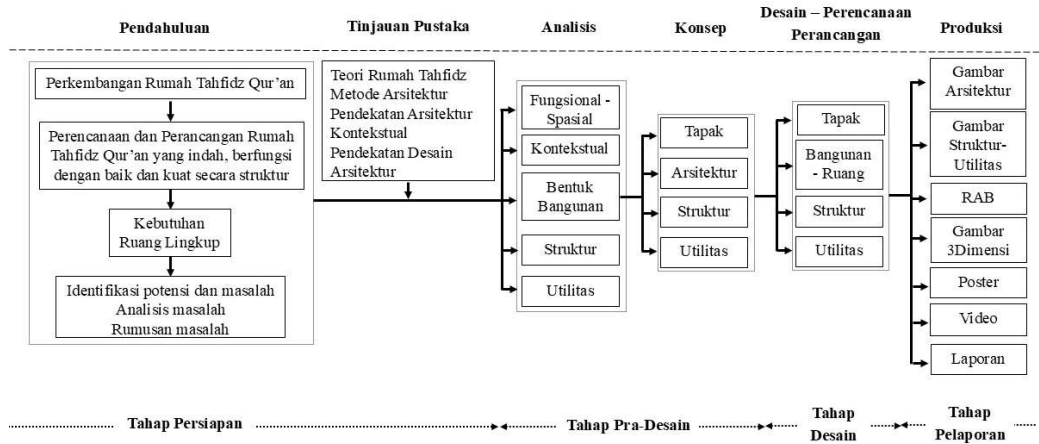 Pendahuluan
Tinjauan Pustaka
Analisis
Konsep
Desain – Perencanaan
Perancangan
Produksi
Perkembangan Rumah Tahfidz Qur’an
Perencanaan dan Perancangan Rumah
Tahfidz Qur’an yang indah, berfungsi
dengan baik dan kuat secara struktur
Kebutuhan
Ruang Lingkup
Identifikasi potensi dan masalah
Analisis masalah
Rumusan masalah
Teori Rumah Tahfidz
Metode Arsitektur
Pendekatan Arsitektur
Kontekstual
Pendekatan Desain
Arsitektur
Fungsional -
Spasial
Kontekstual
Bentuk
Bangunan
Struktur
Utilitas
Tapak
Arsitektur
Struktur
Utilitas
Tapak
Bangunan
- Ruang
Struktur
Utilitas
Gambar
Arsitektur
Gambar
Struktur-
Utilitas
RAB
Gambar
3Dimensi
Poster
Video
Laporan
Tahap Persiapan
Tahap Pra-Desain
Tahap
Desain
Tahap
Pelaporan